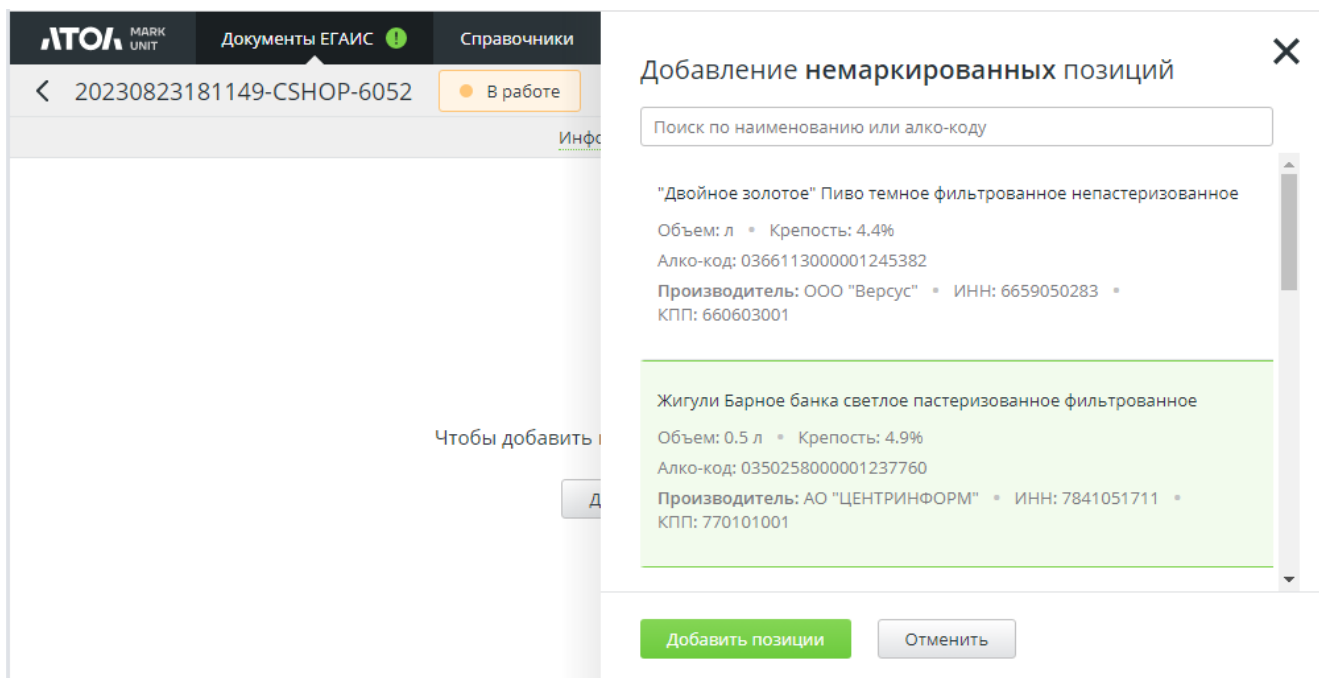 АТОЛ MARK UNIT Документы ЕГАИС Справочники
20230823181149-CSHOP-6052 В работе
Инфо
Чтобы добавить
Д
Добавление немаркированных позиций
Поиск по наименованию или алко-коду
"Двойное золотое" Пиво темное фильтрованное непастеризованное
Объем: л • Крепость: 4.4%
Алко-код: 0366113000001245382
Производитель: ООО "Версус" • ИНН: 6659050283 •
КПП: 660603001
Жигули Барное банка светлое пастеризованное фильтрованное
Объем: 0.5 л • Крепость: 4.9%
Алко-код: 0350258000001237760
Производитель: АО "ЦЕНТРИНФОРМ" • ИНН: 7841051711 •
КПП: 770101001
Добавить позиции Отменить